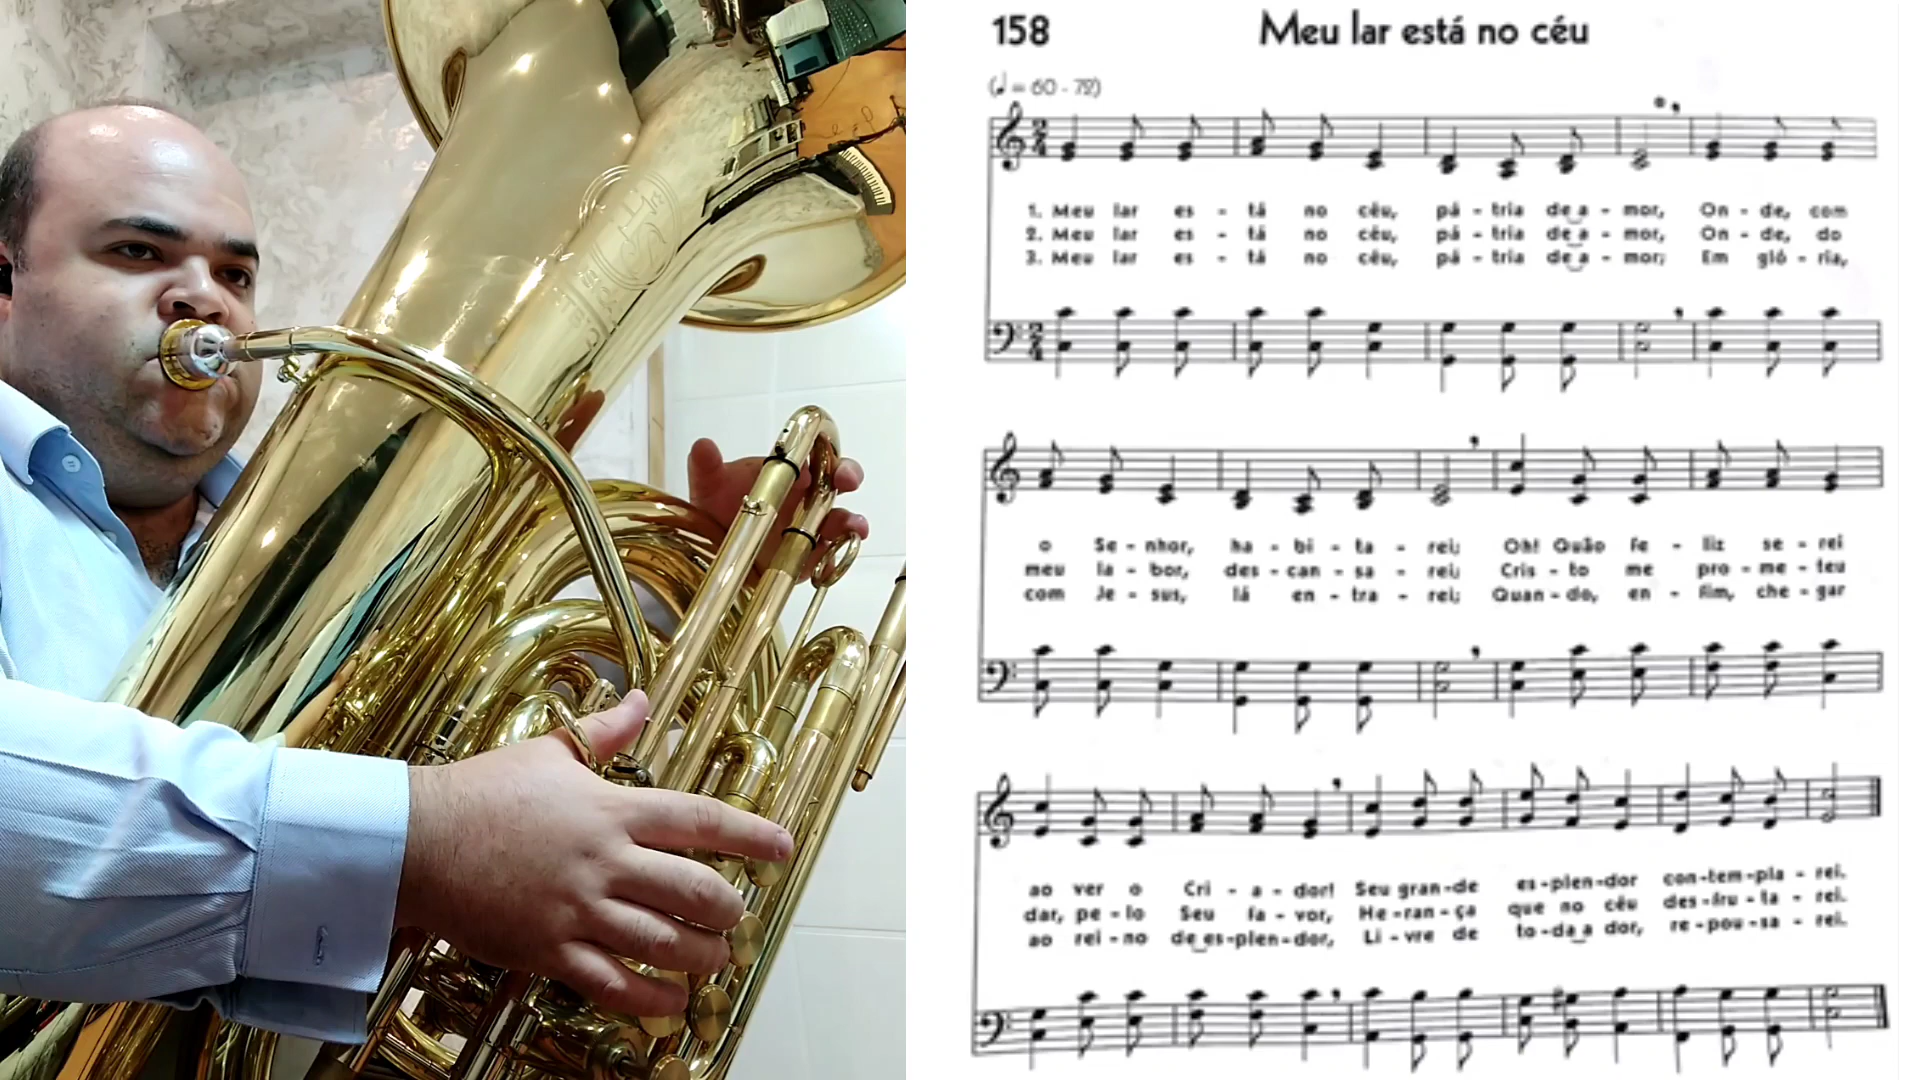 158 Meu lar está no céu
(♩ = 60 - 72)
1. Meu lar es - tá no céu, pá - tria de‿a - mor, On - de, com
2. Meu lar es - tá no céu, pá - tria de‿a - mor, On - de, do
3. Meu lar es - tá no céu, pá - tria de‿a - mor; Em gló - ria,
o Se - nhor, ha - bi - ta - rei; Oh! Quão fe - liz se - rei
meu la - bor, des - can - sa - rei; Cris - to me pro - me - teu
com Je - sus, lá en - tra - rei; Quan - do, en - fim, che - gar
ao ver o Cri - a - dor! Seu gran - de es - plen - dor con - tem - pla - rei.
dar, pe - lo Seu fa - vor, He - ran - ça que no céu des - fru - ta - rei.
ao rei - no de‿es - plen - dor, Li - vre de to - da‿a dor, re - pou - sa - rei.